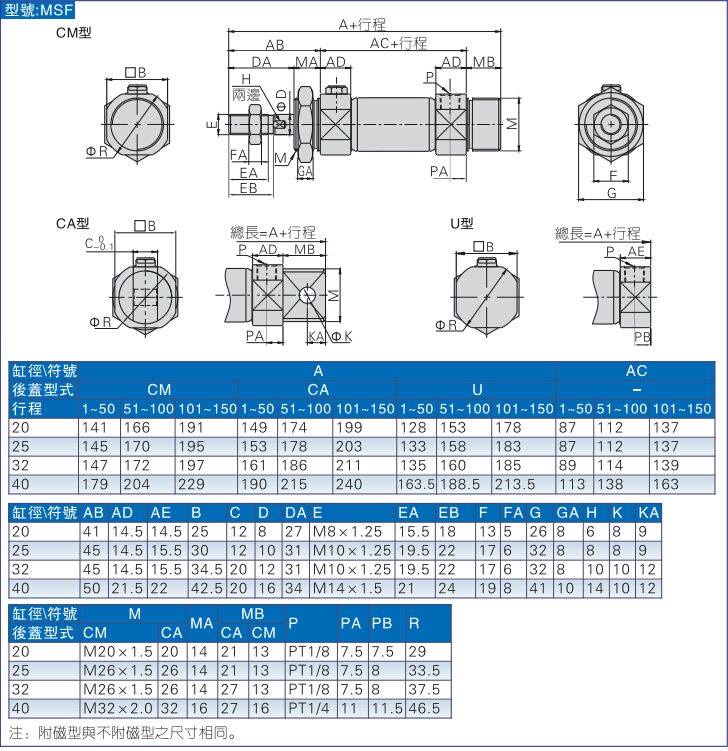 型號:MSF
CM型
A+行程
AB
AC+行程
DA
MA
AD
AD
MB
□B
H
兩邊
ΦD
P
E
M
ΦR
FA
M
GA
PA
EA
EB
F
G
CA型
□B
C-0.1 0
總長=A+行程
P
AD
MB
M
ΦR
PA
KA
ΦK
U型
□B
總長=A+行程
P
AE
ΦR
PB
缸徑\符號 A AC
後蓋型式 CM CA U –
行程 1~50 51~100 101~150 1~50 51~100 101~150 1~50 51~100 101~150 1~50 51~100 101~150
20 141 166 191 149 174 199 128 153 178 87 112 137
25 145 170 195 153 178 203 133 158 183 87 112 137
32 147 172 197 161 186 211 135 160 185 89 114 139
40 179 204 229 190 215 240 163.5 188.5 213.5 113 138 163
缸徑\符號 AB AD AE B C D DA E EA EB F FA G GA H K KA
20 41 14.5 14.5 25 12 8 27 M8×1.25 15.5 18 13 5 26 8 6 8 9
25 45 14.5 15.5 30 12 10 31 M10×1.25 19.5 22 17 6 32 8 8 8 9
32 45 14.5 15.5 34.5 20 12 31 M10×1.25 19.5 22 17 6 32 8 10 10 12
40 50 21.5 22 42.5 20 16 34 M14×1.5 21 24 19 8 41 10 14 10 12
缸徑\符號 M MA MB P PA PB R
後蓋型式 CM CA CA CM
20 M20×1.5 20 14 21 13 PT1/8 7.5 7.5 29
25 M26×1.5 26 14 21 13 PT1/8 7.5 8 33.5
32 M26×1.5 26 14 27 13 PT1/8 7.5 8 37.5
40 M32×2.0 32 16 27 16 PT1/4 11 11.5 46.5
注：附磁型與不附磁型之尺寸相同。